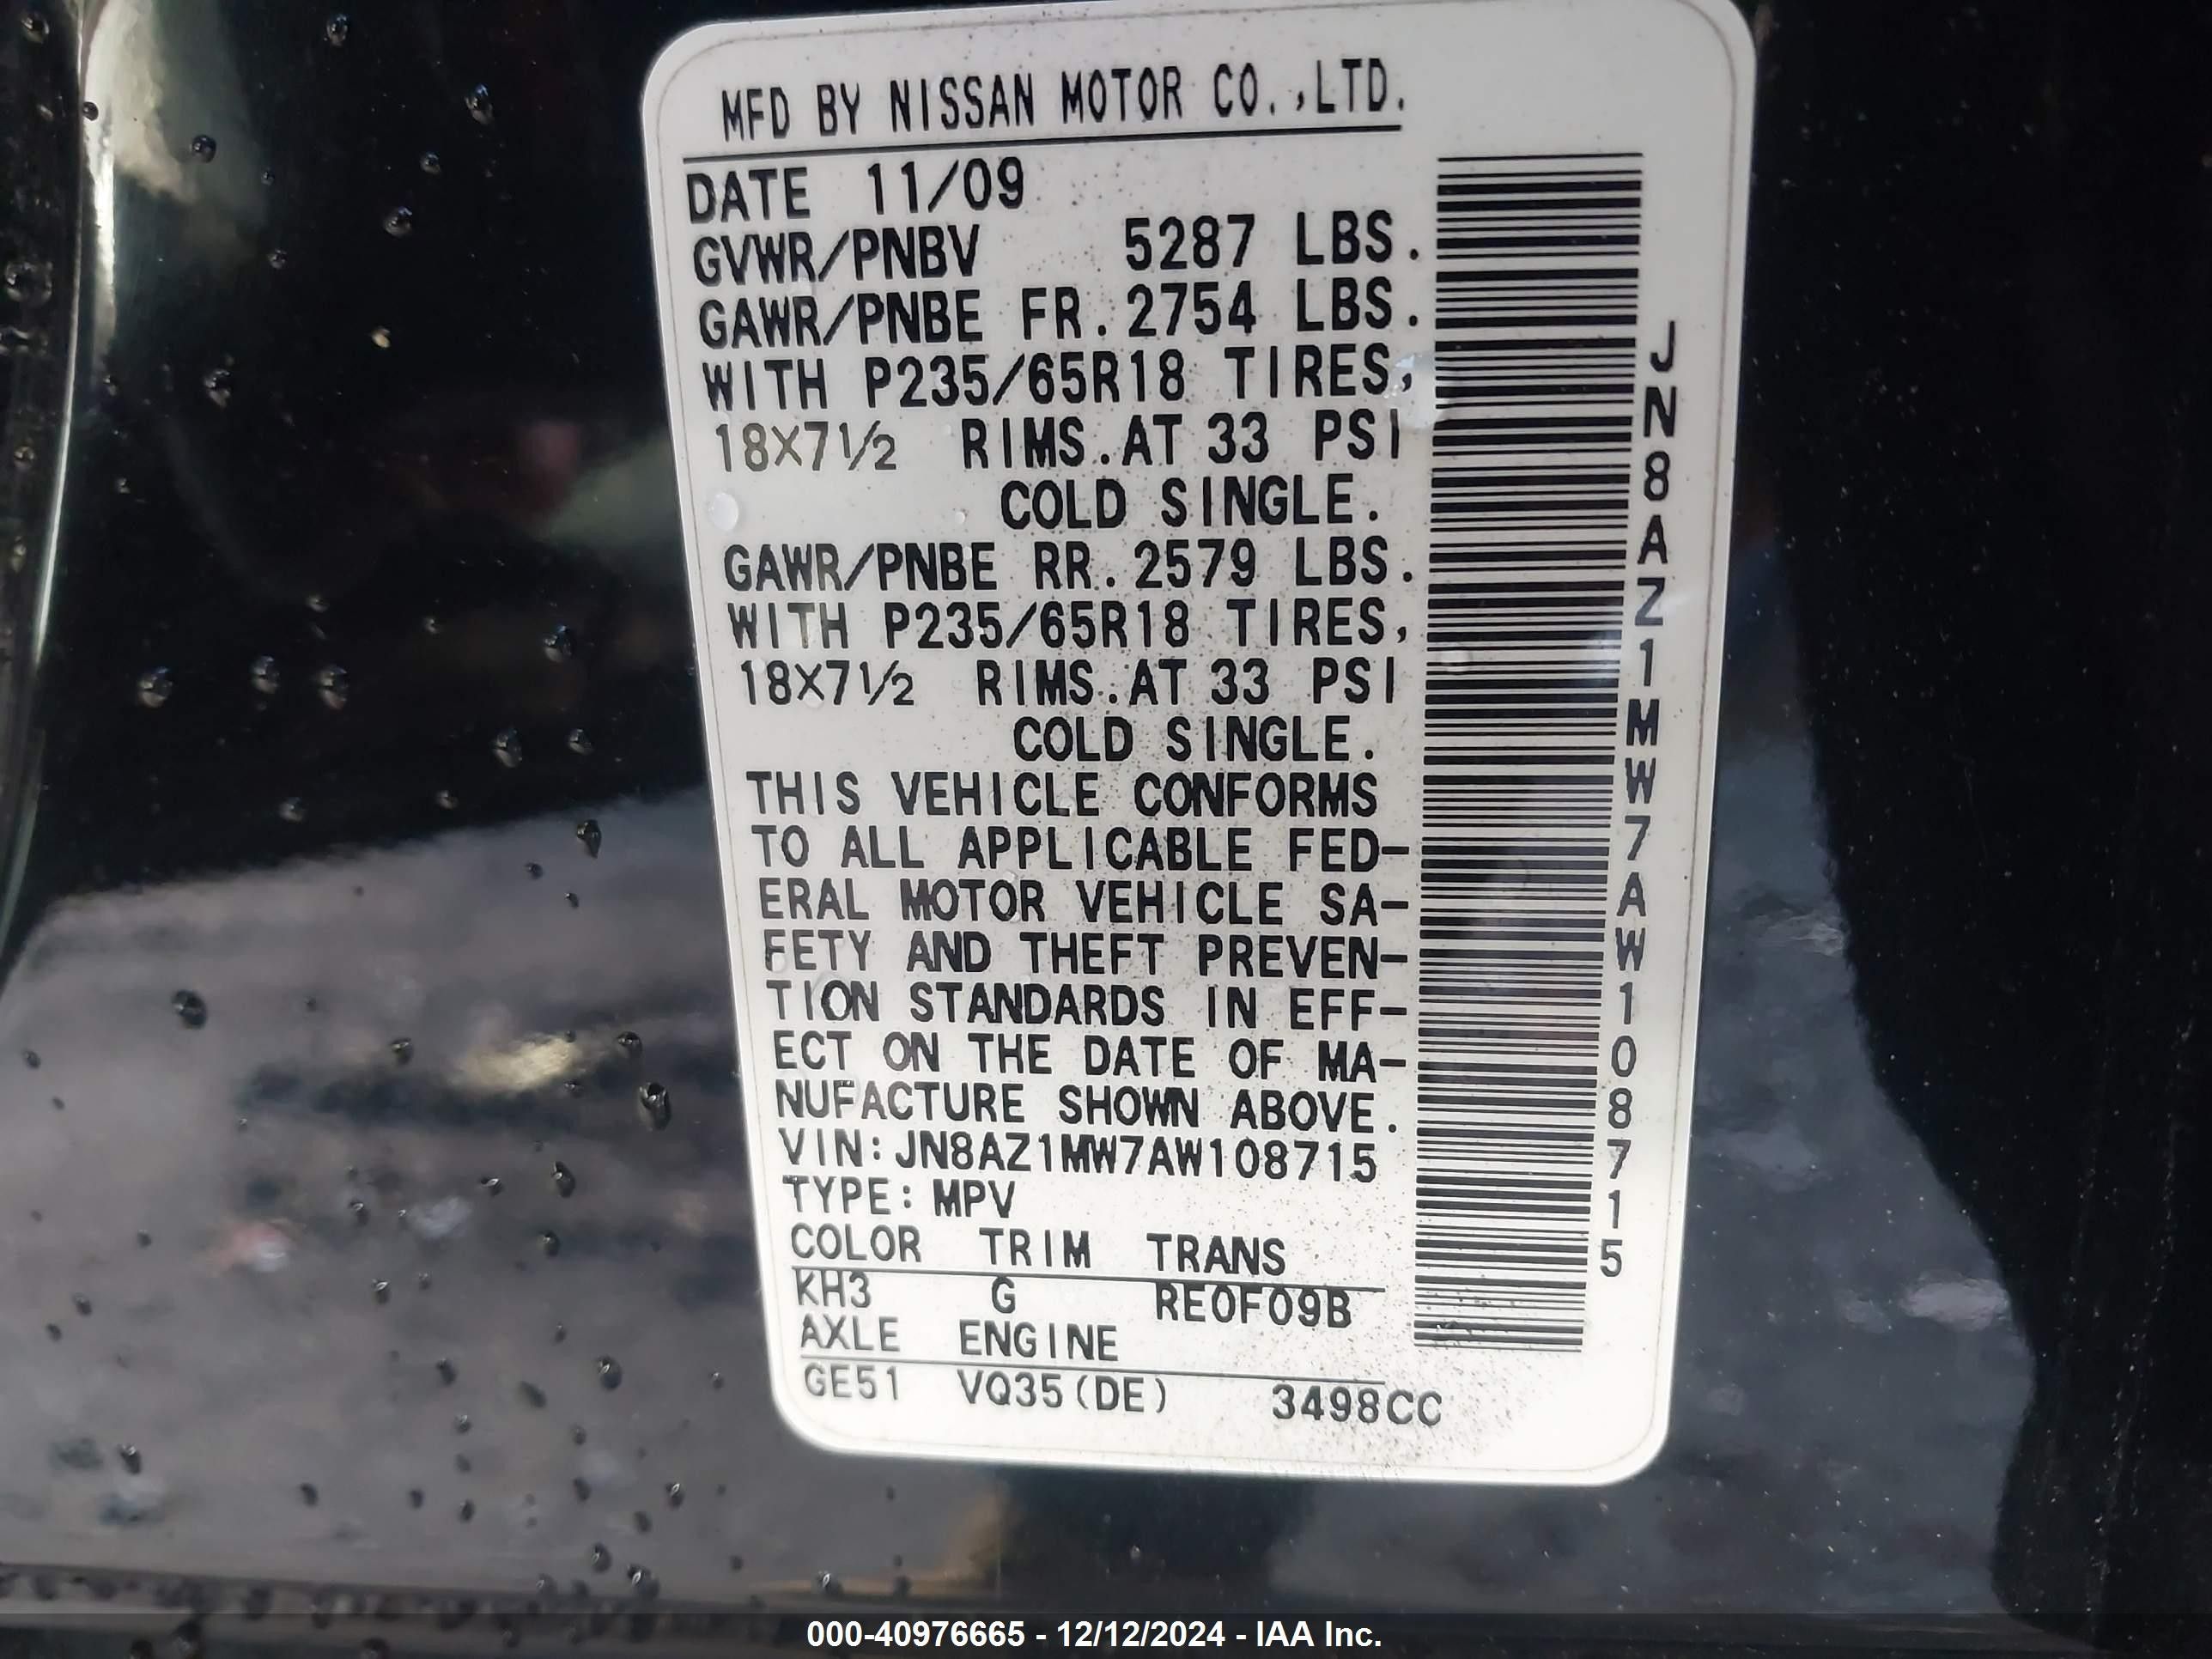 MFD BY NISSAN MOTOR CO.,LTD.
DATE 11/09
GVWR/PNBV 5287 LBS.
GAWR/PNBE FR. 2754 LBS.
WITH P235/65R18 TIRES,
18X7½ RIMS. AT 33 PSI
COLD SINGLE.
GAWR/PNBE RR. 2579 LBS.
WITH P235/65R18 TIRES,
18X7½ RIMS. AT 33 PSI
COLD SINGLE.
THIS VEHICLE CONFORMS
TO ALL APPLICABLE FED-
ERAL MOTOR VEHICLE SA-
FETY AND THEFT PREVEN-
TION STANDARDS IN EFF-
ECT ON THE DATE OF MA-
NUFACTURE SHOWN ABOVE.
VIN: JN8AZ1MW7AW108715
TYPE: MPV
COLOR TRIM TRANS
KH3 G RE0F09B
AXLE ENGINE
GE51 VQ35(DE) 3498CC
JN8AZ1MW7AW108715
000-40976665 - 12/12/2024 - IAA Inc.